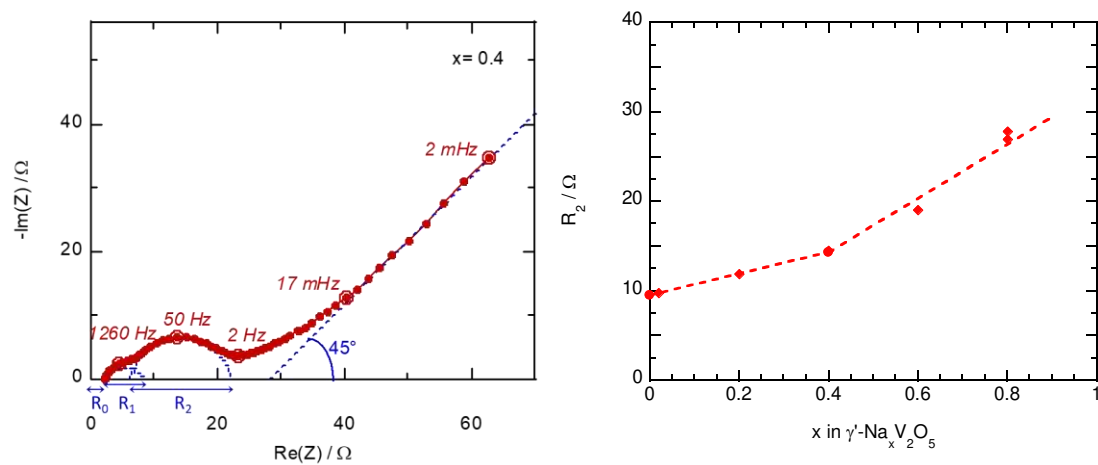 x= 0.4
40
20
0
-Im(Z) / Ω
2 mHz
17 mHz
1260 Hz
50 Hz
2 Hz
45°
R₀ R₁ R₂
0 20 40 60
Re(Z) / Ω
40
30
20
10
0
R₂ / Ω
0 0.2 0.4 0.6 0.8 1
x in γ'-NaₓV₂O₅